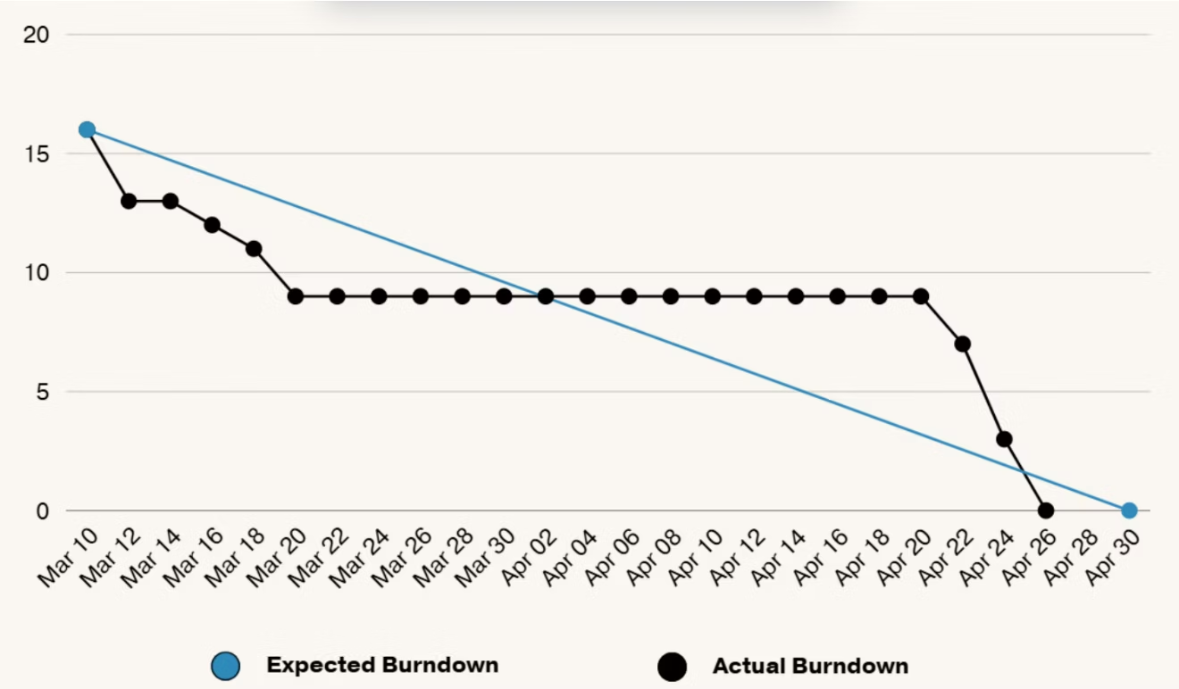 20
15
10
5
0
Mar 10
Mar 12
Mar 14
Mar 16
Mar 18
Mar 20
Mar 22
Mar 24
Mar 26
Mar 28
Mar 30
Apr 02
Apr 04
Apr 06
Apr 08
Apr 10
Apr 12
Apr 14
Apr 16
Apr 18
Apr 20
Apr 22
Apr 24
Apr 26
Apr 28
Apr 30
Expected Burndown
Actual Burndown